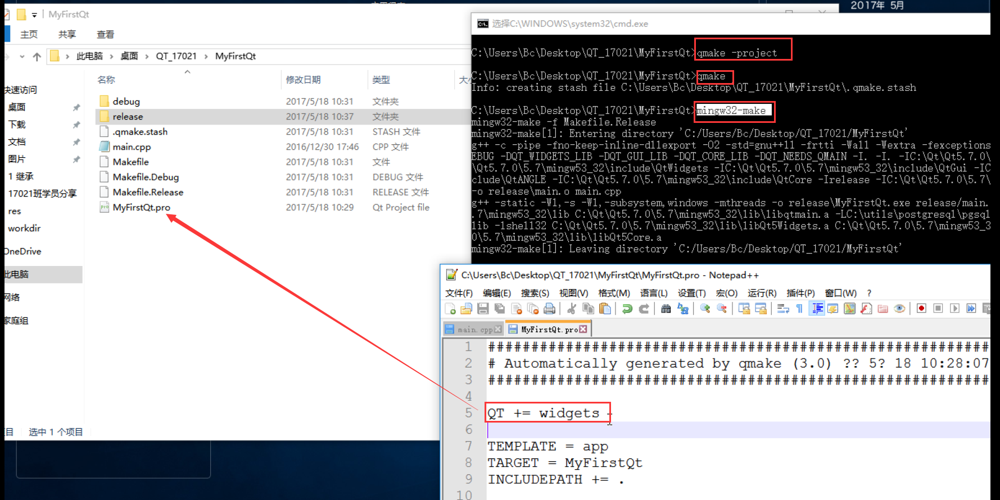 2017年 5月
MyFirstQt
主页 共享 查看
此电脑 › 桌面 › QT_17021 › MyFirstQt
名称 修改日期 类型
快速访问
桌面
下载
文档
图片
1 继承
17021班学员分享
res
workdir
OneDrive
此电脑
网络
家庭组
debug 2017/5/18 10:31 文件夹
release 2017/5/18 10:37 文件夹
.qmake.stash 2017/5/18 10:31 STASH 文件
main.cpp 2016/12/30 17:46 CPP 文件
Makefile 2017/5/18 10:31 文件
Makefile.Debug 2017/5/18 10:31 DEBUG 文件
Makefile.Release 2017/5/18 10:31 RELEASE 文件
MyFirstQt.pro 2017/5/18 10:29 Qt Project file
选中 1 个项目
选择C:\WINDOWS\system32\cmd.exe
C:\Users\Bc\Desktop\QT_17021\MyFirstQt>qmake -project
C:\Users\Bc\Desktop\QT_17021\MyFirstQt>qmake
Info: creating stash file C:\Users\Bc\Desktop\QT_17021\MyFirstQt\.qmake.stash
C:\Users\Bc\Desktop\QT_17021\MyFirstQt>mingw32-make
mingw32-make -f Makefile.Release
mingw32-make[1]: Entering directory 'C:/Users/Bc/Desktop/QT_17021/MyFirstQt'
g++ -c -pipe -fno-keep-inline-dllexport -O2 -std=gnu++11 -frtti -Wall -Wextra -fexceptions
EBUG -DQT_WIDGETS_LIB -DQT_GUI_LIB -DQT_CORE_LIB -DQT_NEEDS_QMAIN -I. -I. -IC:\Qt\Qt5.7.0\
\Qt5.7.0\5.7\mingw53_32\include\QtWidgets -IC:\Qt\Qt5.7.0\5.7\mingw53_32\include\QtGui -IC
clude\QtANGLE -IC:\Qt\Qt5.7.0\5.7\mingw53_32\include\QtCore -Irelease -IC:\Qt\Qt5.7.0\5.7\
-o release\main.o main.cpp
g++ -static -Wl,-s -Wl,-subsystem,windows -mthreads -o release\MyFirstQt.exe release/main.
.7\mingw53_32\lib C:\Qt\Qt5.7.0\5.7\mingw53_32\lib\libqtmain.a -LC:\utils\postgresql\pgsql
lib -lshell32 C:\Qt\Qt5.7.0\5.7\mingw53_32\lib\libQt5Widgets.a C:\Qt\Qt5.7.0\5.7\mingw53_3
0\5.7\mingw53_32\lib\libQt5Core.a
mingw32-make[1]: Leaving directory 'C:/Users/Bc/Desktop/QT_17021/MyFirstQt'
C:\Users\Bc\Desktop\QT_17021\MyFirstQt\MyFirstQt.pro - Notepad++
文件(F) 编辑(E) 搜索(S) 视图(V) 格式(M) 语言(L) 设置(T) 宏(O) 运行(R) 插件(P) 窗口(W) ?
main.cpp MyFirstQt.pro
1 ##############################################################
2 # Automatically generated by qmake (3.0) ?? 5? 18 10:28:07
3 ##############################################################
4
5 QT += widgets
6
7 TEMPLATE = app
8 TARGET = MyFirstQt
9 INCLUDEPATH += .
10